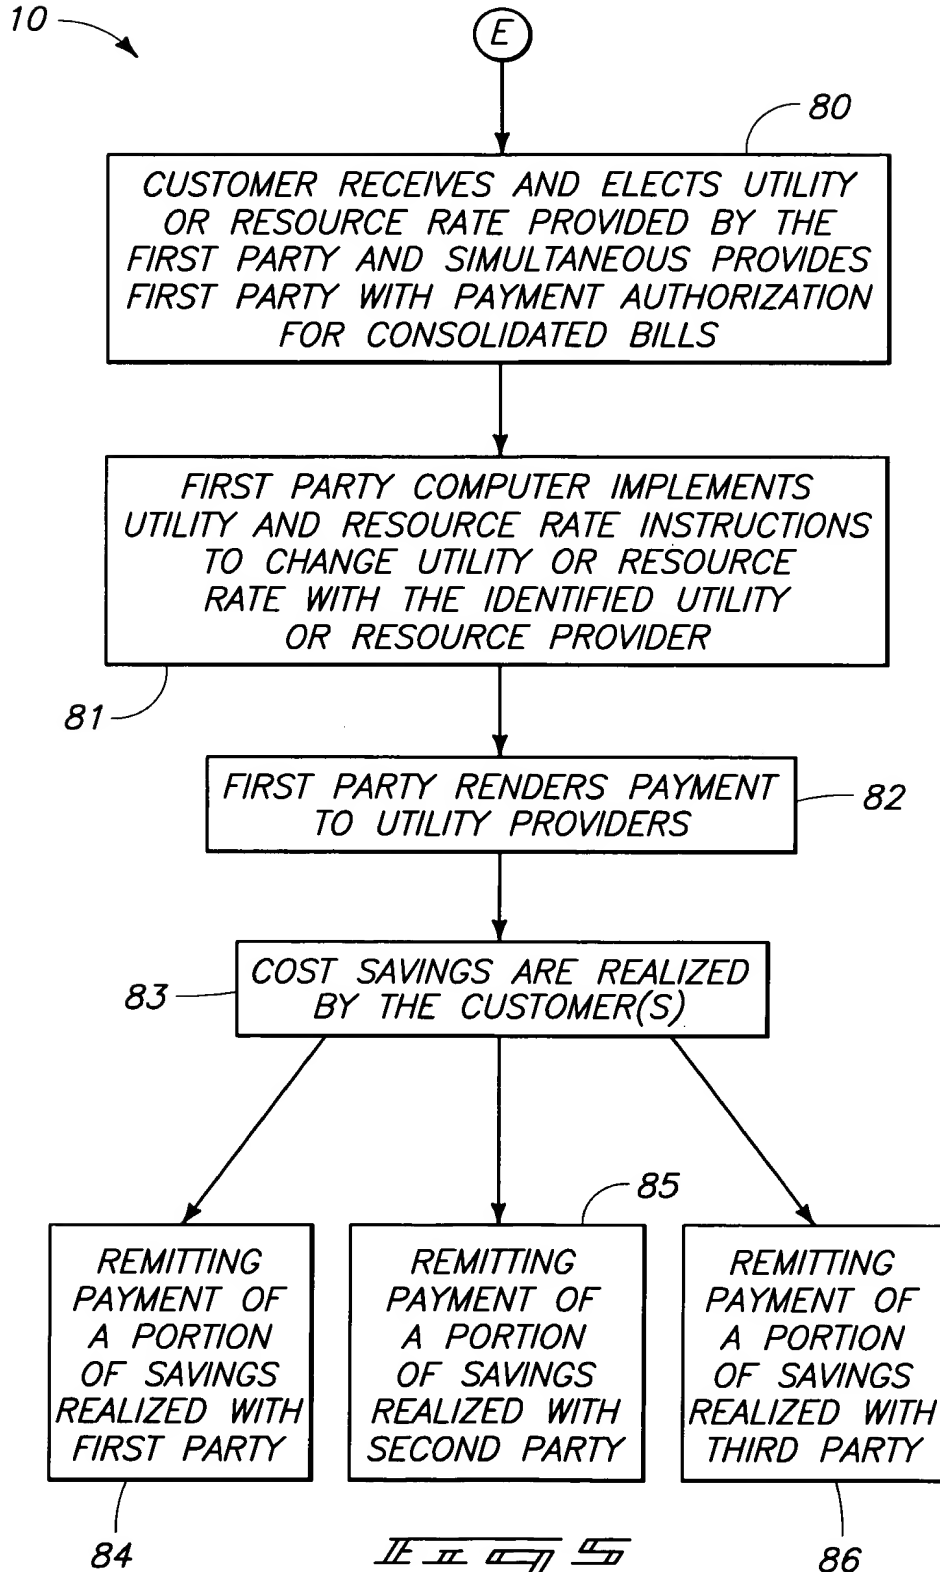 10
E
80
CUSTOMER RECEIVES AND ELECTS UTILITY
OR RESOURCE RATE PROVIDED BY THE
FIRST PARTY AND SIMULTANEOUS PROVIDES
FIRST PARTY WITH PAYMENT AUTHORIZATION
FOR CONSOLIDATED BILLS
FIRST PARTY COMPUTER IMPLEMENTS
UTILITY AND RESOURCE RATE INSTRUCTIONS
TO CHANGE UTILITY OR RESOURCE
RATE WITH THE IDENTIFIED UTILITY
OR RESOURCE PROVIDER
81
FIRST PARTY RENDERS PAYMENT
TO UTILITY PROVIDERS
82
COST SAVINGS ARE REALIZED
BY THE CUSTOMER(S)
83
85
REMITTING
PAYMENT OF
A PORTION
OF SAVINGS
REALIZED WITH
FIRST PARTY
REMITTING
PAYMENT OF
A PORTION
OF SAVINGS
REALIZED WITH
SECOND PARTY
REMITTING
PAYMENT OF
A PORTION
OF SAVINGS
REALIZED WITH
THIRD PARTY
84
FIG 5
86